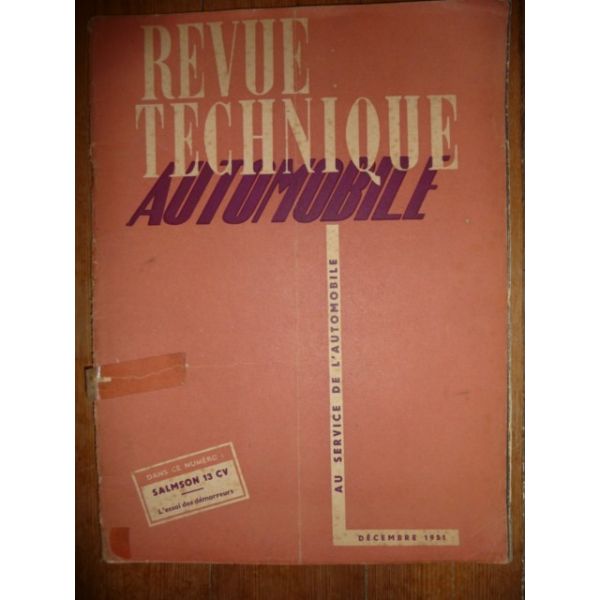 REVUE
TECHNIQUE
AUTOMOBILE
AU SERVICE DE L'AUTOMOBILE
DANS CE NUMÉRO :
SALMSON 13 CV
L'essai des démarreurs
DÉCEMBRE 1951